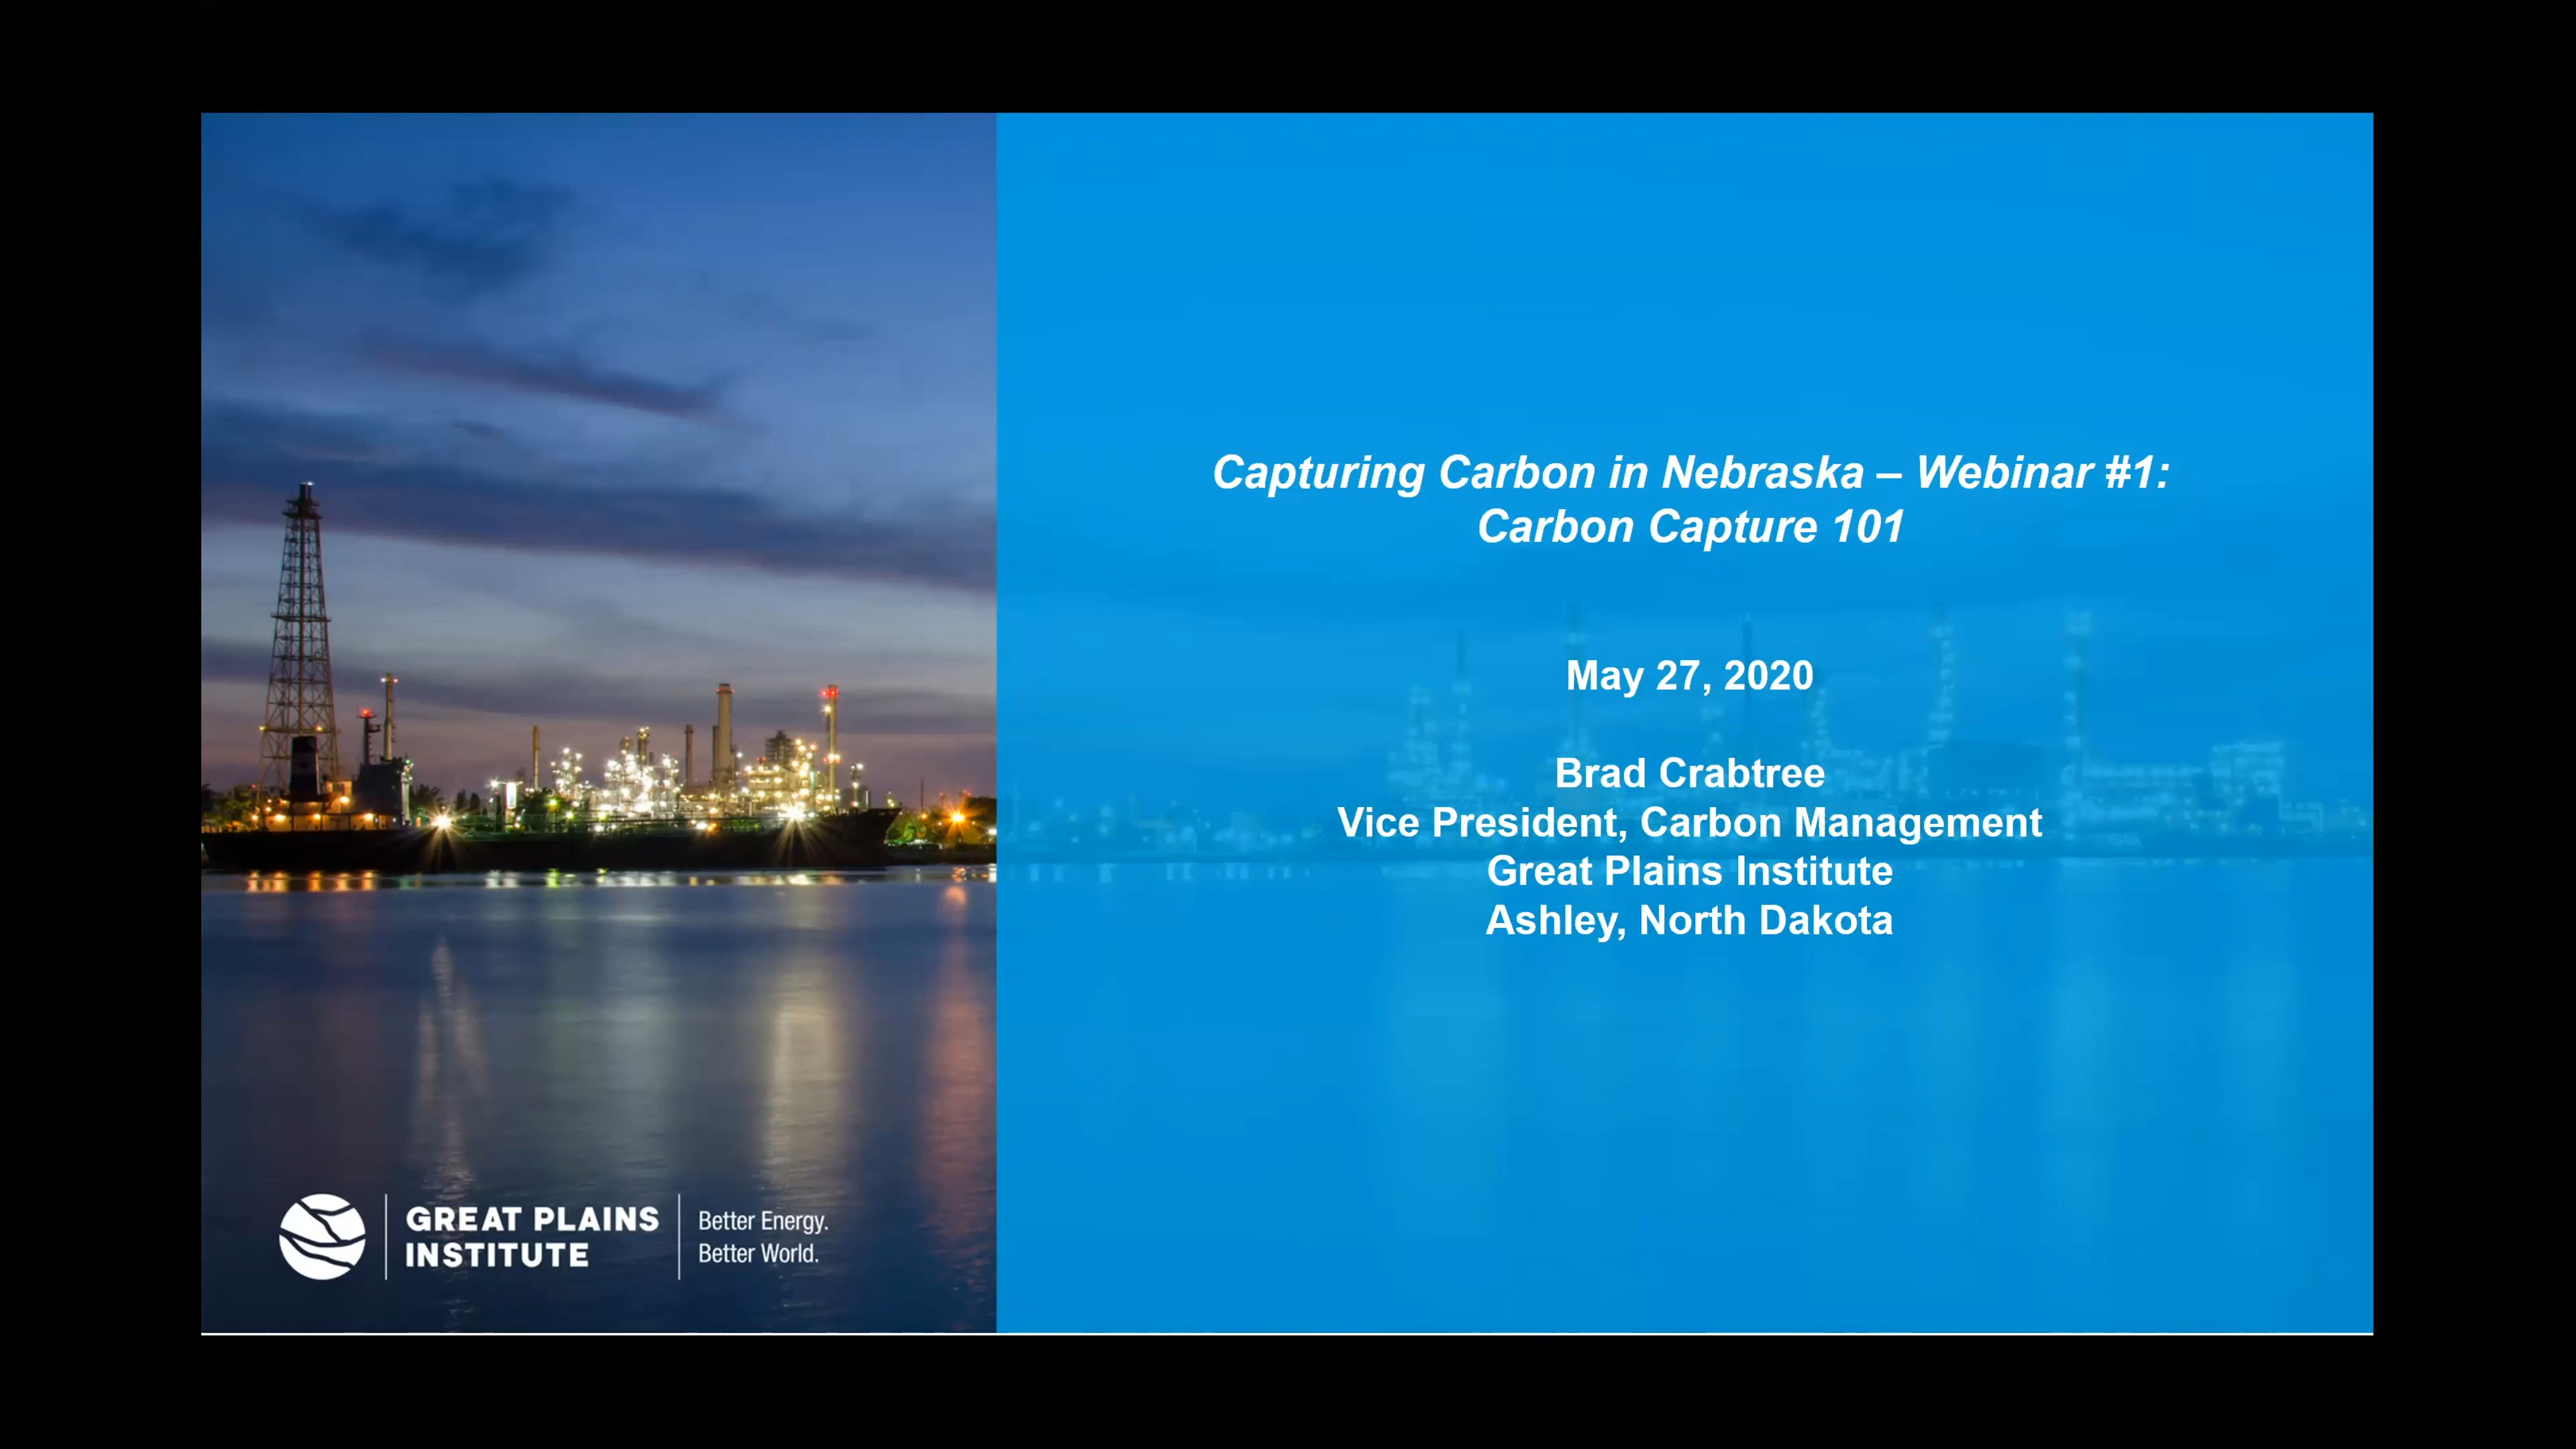 Capturing Carbon in Nebraska – Webinar #1:
Carbon Capture 101
May 27, 2020
Brad Crabtree
Vice President, Carbon Management
Great Plains Institute
Ashley, North Dakota
GREAT PLAINS
INSTITUTE
Better Energy.
Better World.